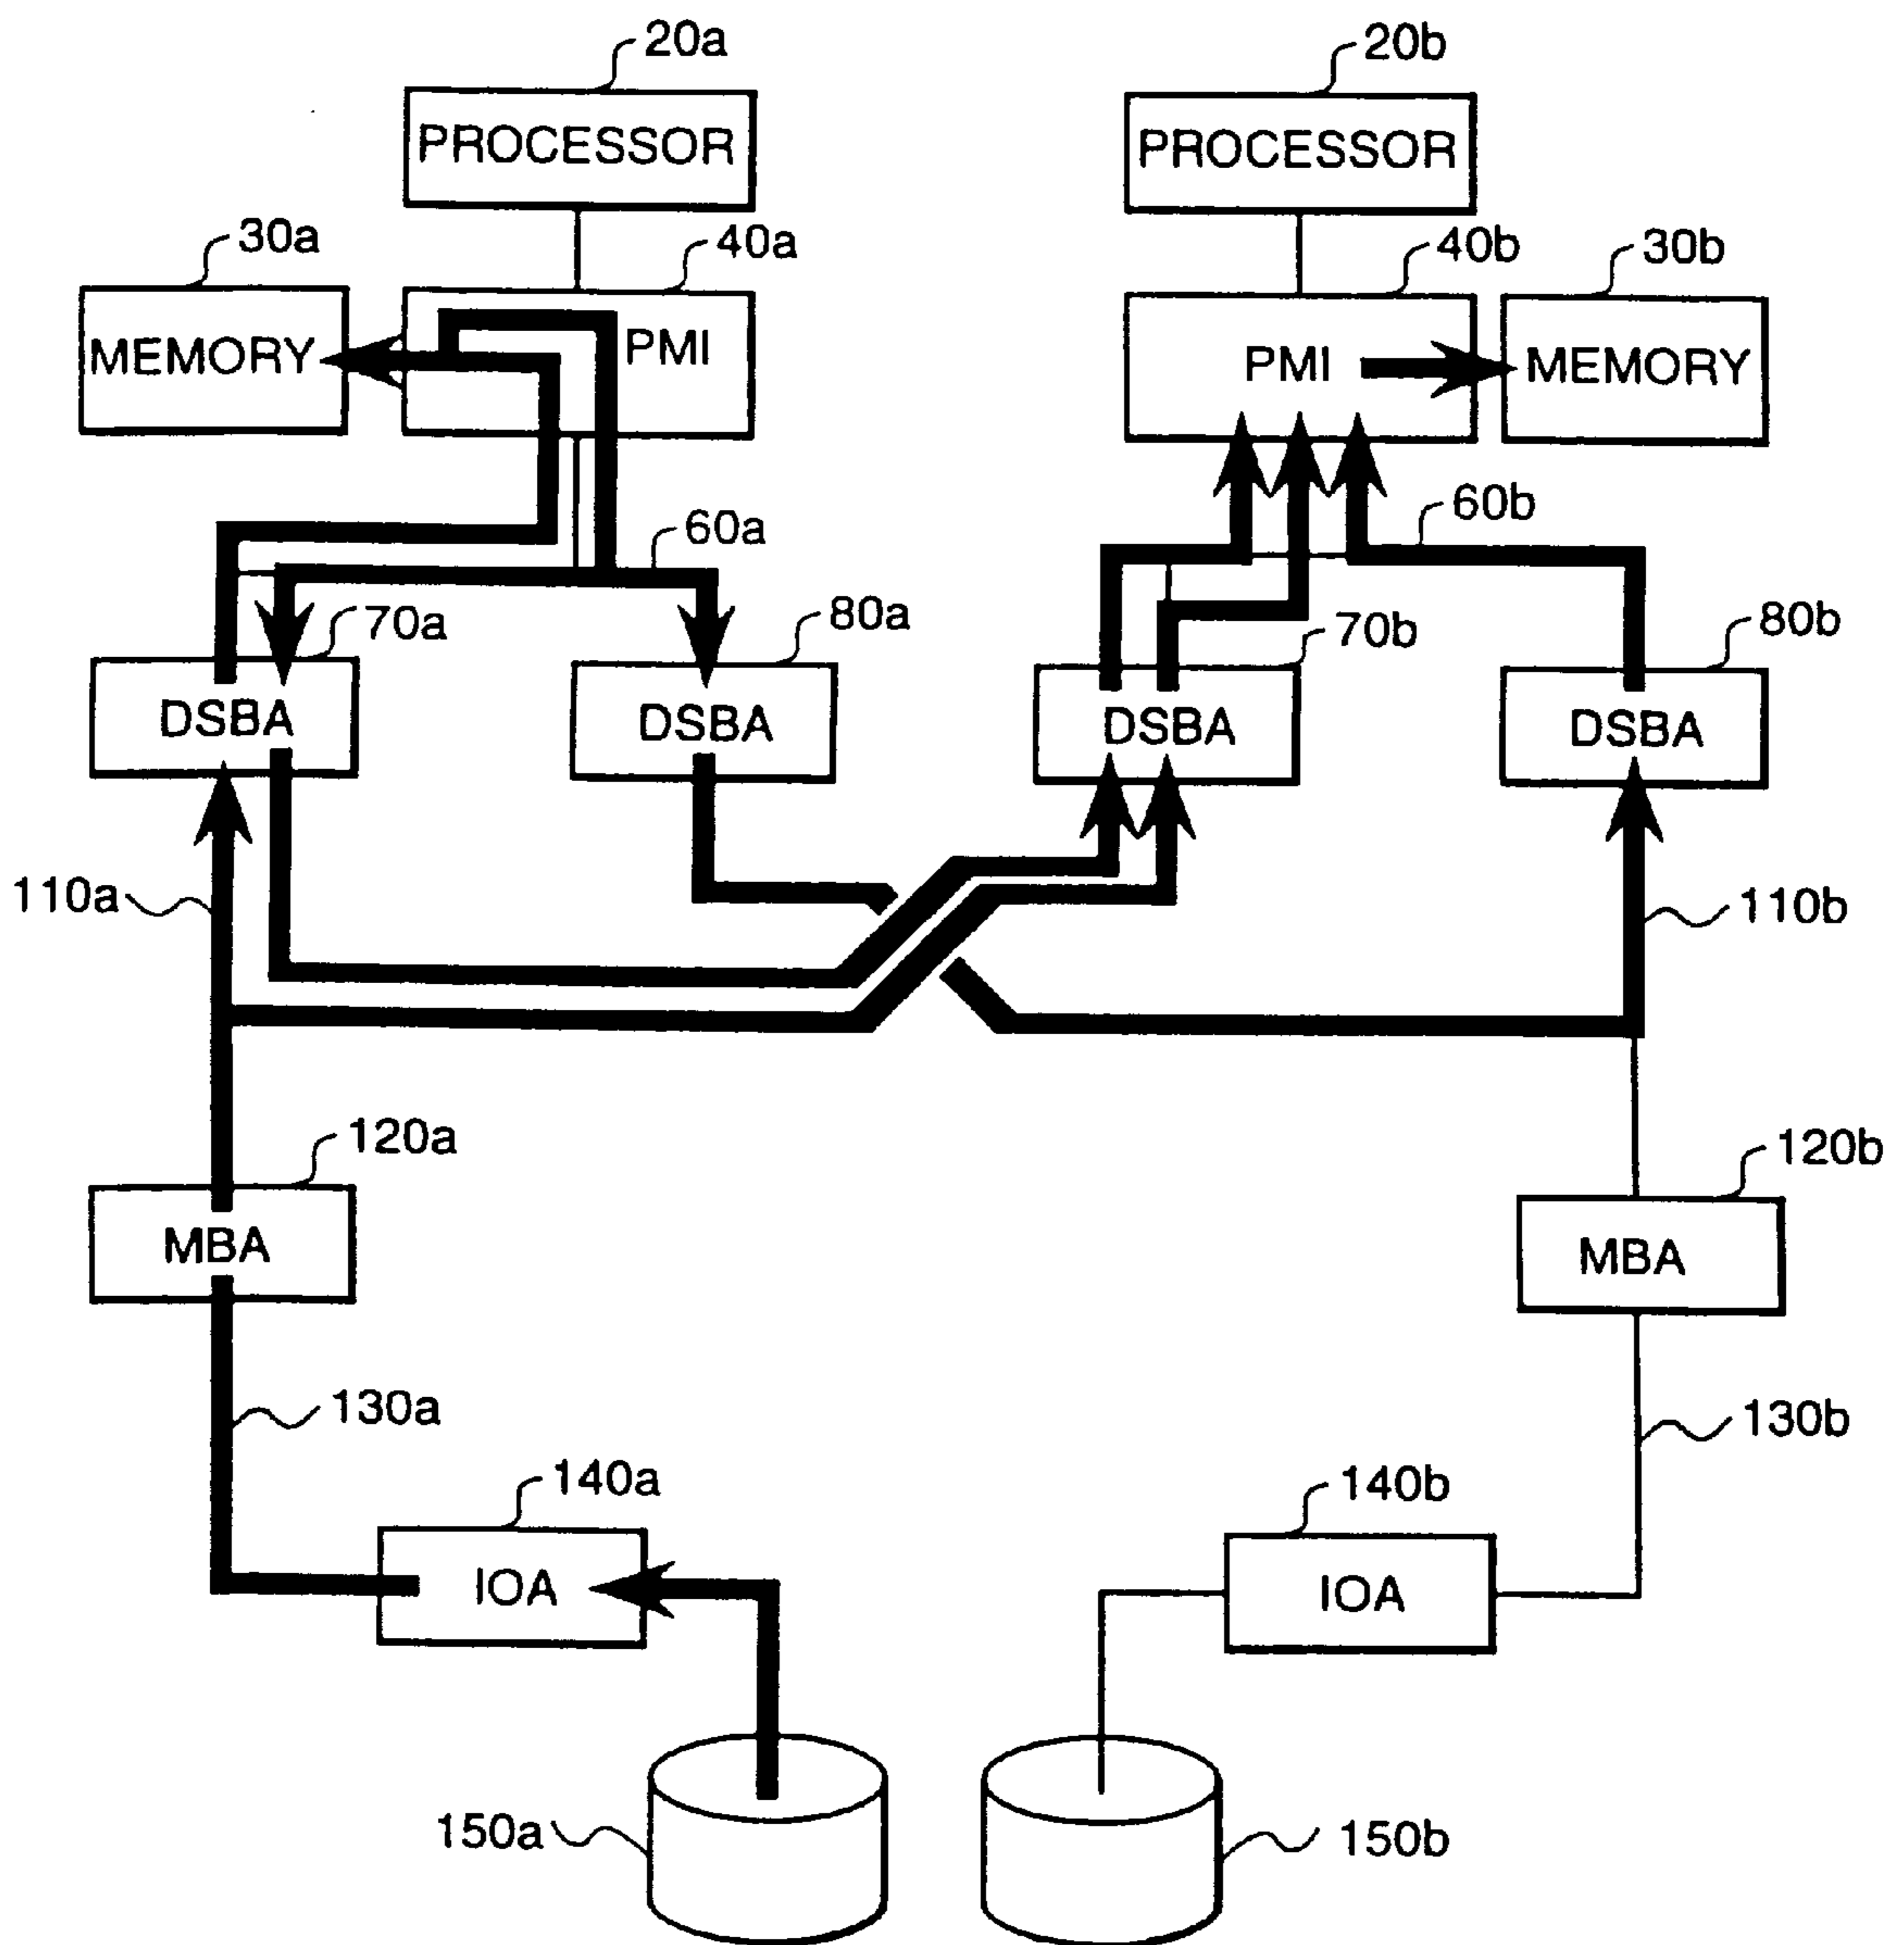 20a
20b
PROCESSOR
PROCESSOR
30a
40a
40b
30b
MEMORY
PMI
PMI
MEMORY
60a
60b
70a
80a
70b
80b
DSBA
DSBA
DSBA
DSBA
110a
110b
120a
120b
MBA
MBA
130a
130b
140a
140b
IOA
IOA
150a
150b